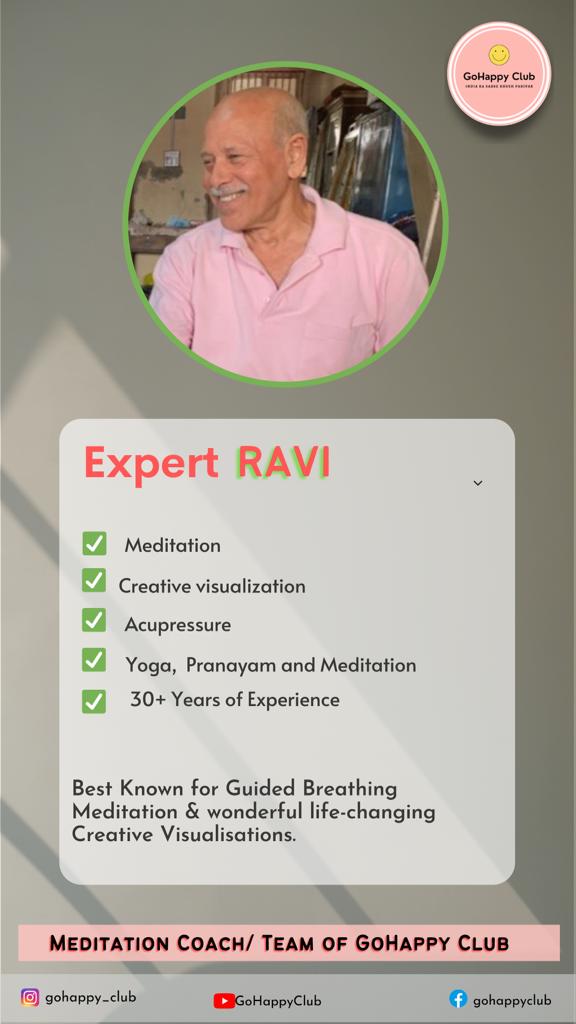 GoHappy Club
INDIA KA SABSE KHUSH PARIVAR
Expert RAVI
Meditation
Creative visualization
Acupressure
Yoga, Pranayam and Meditation
30+ Years of Experience
Best Known for Guided Breathing
Meditation & wonderful life-changing
Creative Visualisations.
MEDITATION COACH/ TEAM OF GOHAPPY CLUB
gohappy_club
GoHappyClub
gohappyclub